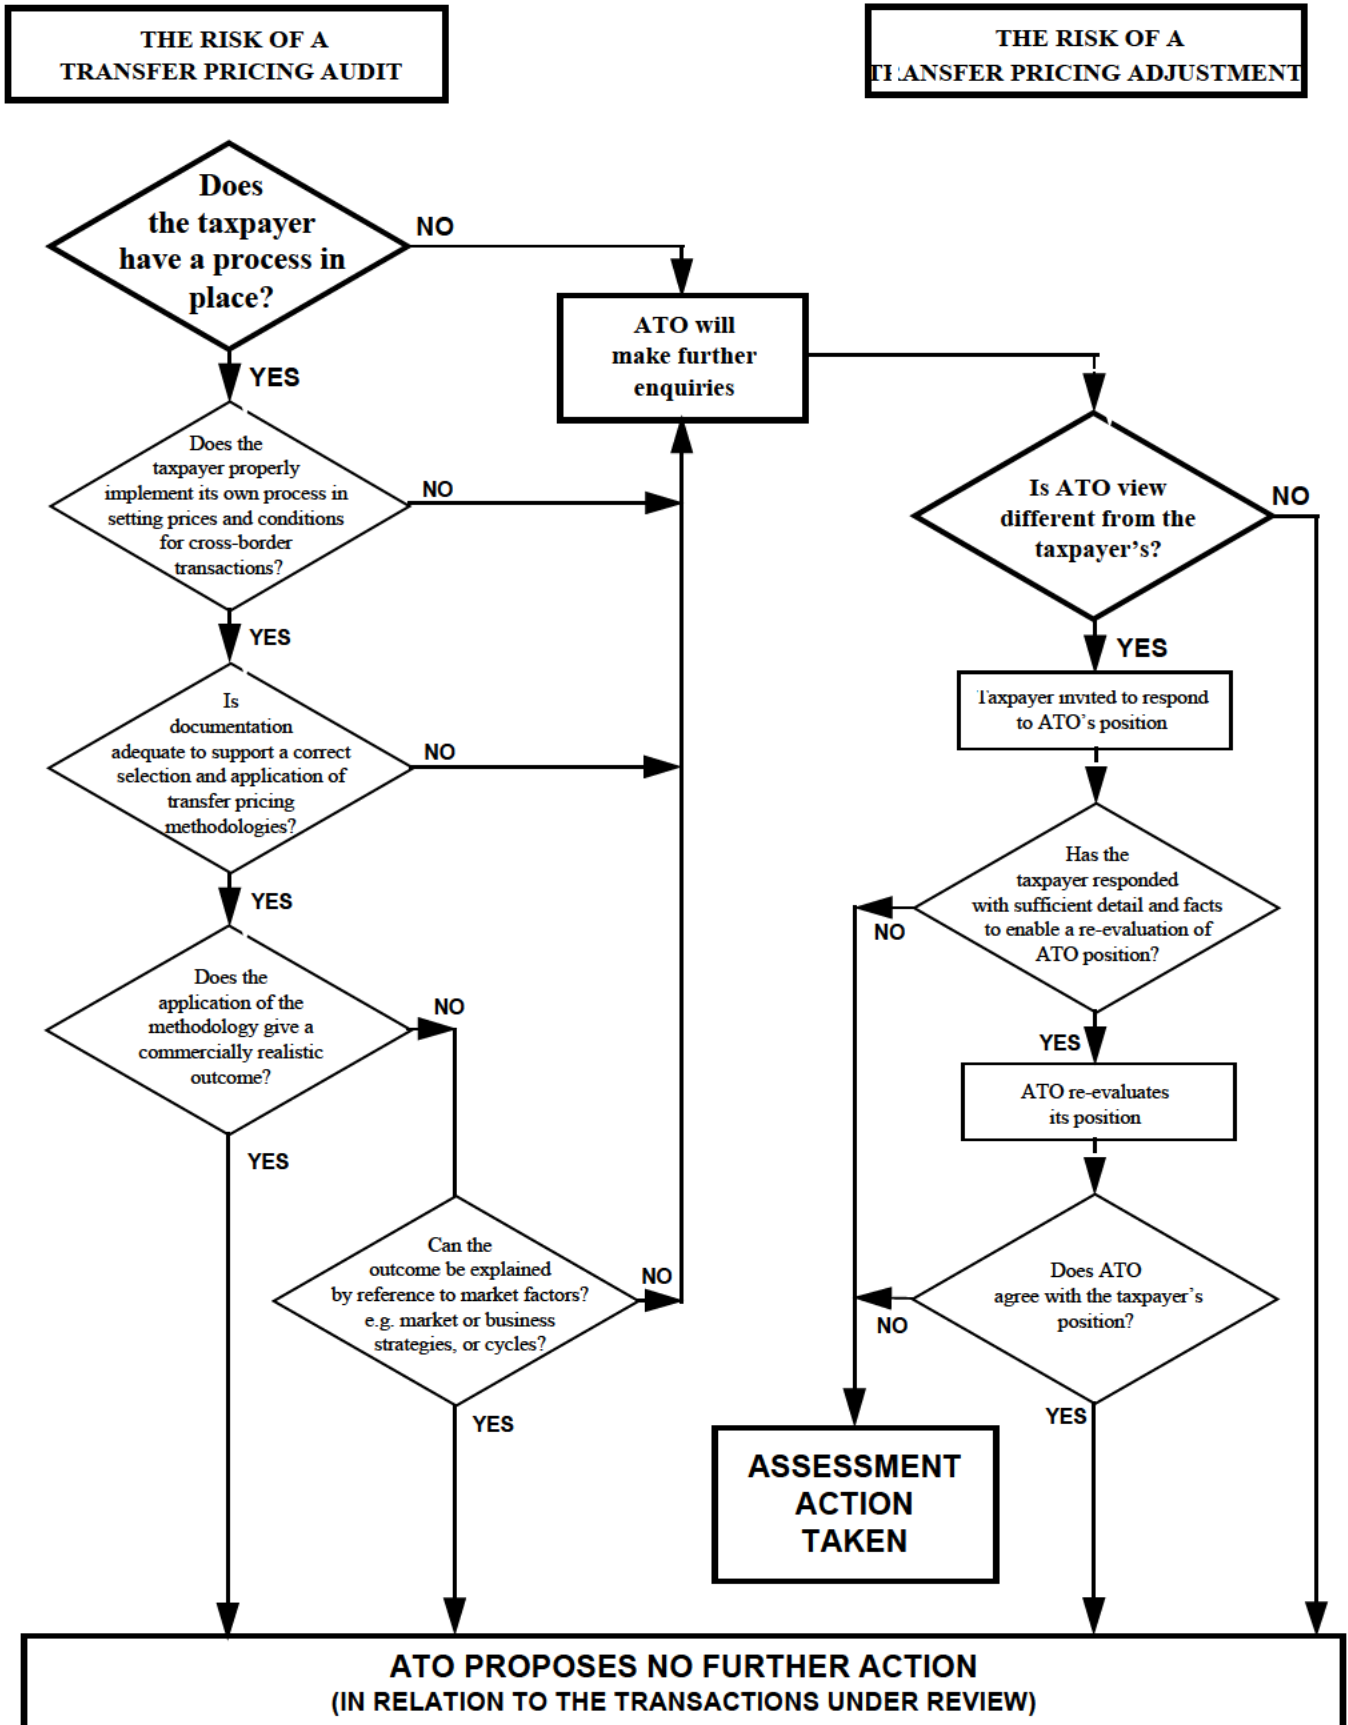 THE RISK OF A
TRANSFER PRICING AUDIT
THE RISK OF A
TRANSFER PRICING ADJUSTMENT
Does
the taxpayer
have a process in
place?
NO
YES
ATO will
make further
enquiries
Does the
taxpayer properly
implement its own process in
setting prices and conditions
for cross-border
transactions?
NO
YES
Is
documentation
adequate to support a correct
selection and application of
transfer pricing
methodologies?
NO
YES
Does the
application of the
methodology give a
commercially realistic
outcome?
NO
YES
Can the
outcome be explained
by reference to market factors?
e.g. market or business
strategies, or cycles?
NO
YES
Is ATO view
different from the
taxpayer's?
NO
YES
Taxpayer invited to respond
to ATO's position
Has the
taxpayer responded
with sufficient detail and facts
to enable a re-evaluation of
ATO position?
NO
YES
ATO re-evaluates
its position
Does ATO
agree with the taxpayer's
position?
NO
YES
ASSESSMENT
ACTION
TAKEN
ATO PROPOSES NO FURTHER ACTION
(IN RELATION TO THE TRANSACTIONS UNDER REVIEW)